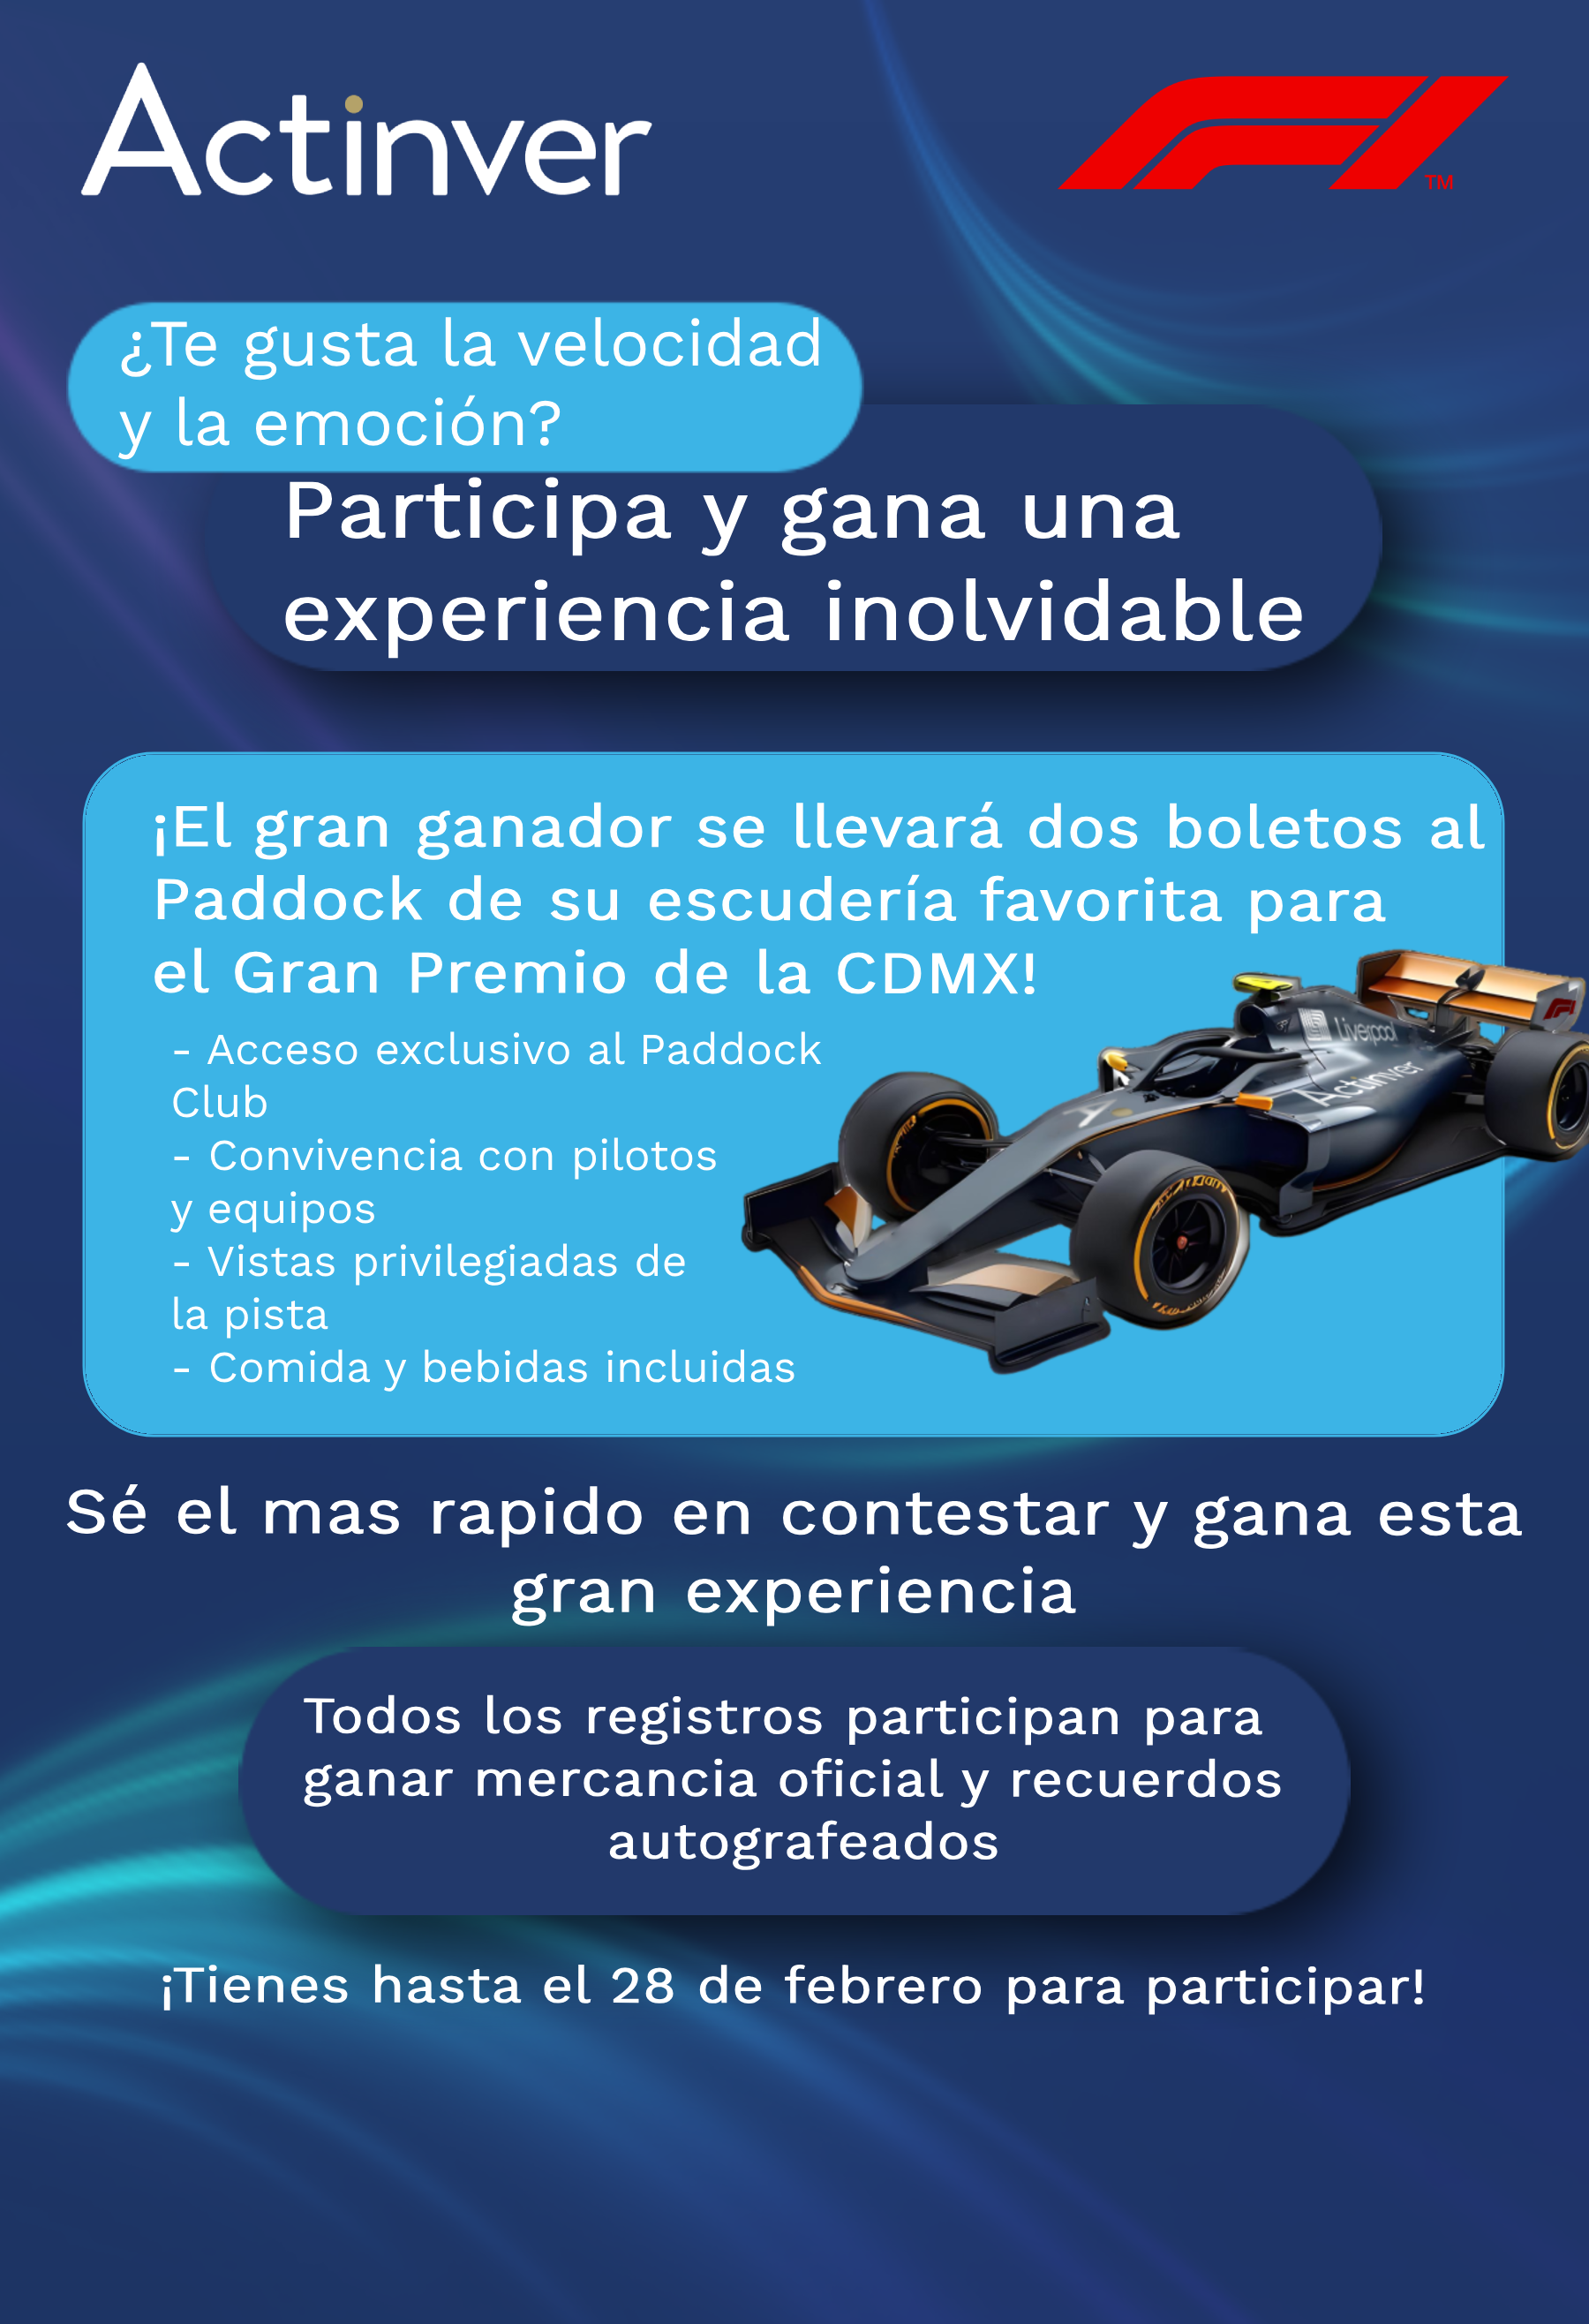 Actinver
F1
TM
¿Te gusta la velocidad
y la emoción?
Participa y gana una
experiencia inolvidable
¡El gran ganador se llevará dos boletos al
Paddock de su escudería favorita para
el Gran Premio de la CDMX!
- Acceso exclusivo al Paddock
Club
- Convivencia con pilotos
y equipos
- Vistas privilegiadas de
la pista
- Comida y bebidas incluidas
Liverpool
Actinver
A
F1
Sé el mas rapido en contestar y gana esta
gran experiencia
Todos los registros participan para
ganar mercancia oficial y recuerdos
autografeados
¡Tienes hasta el 28 de febrero para participar!